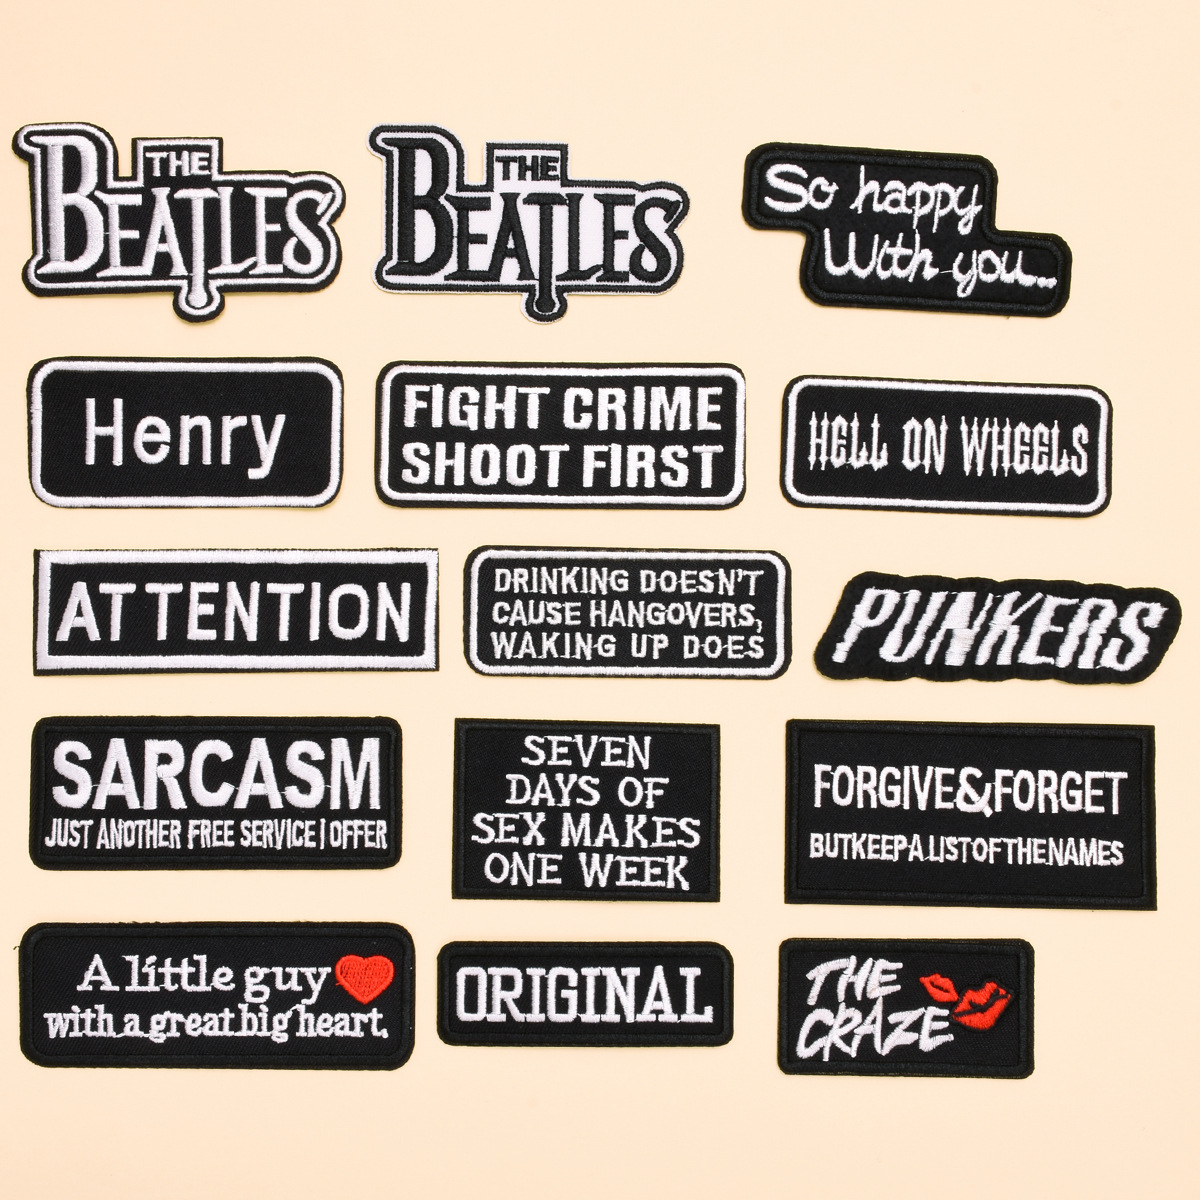 THE
BEATLES
THE
BEATLES
So happy
With you...
Henry
FIGHT CRIME
SHOOT FIRST
HELL ON WHEELS
ATTENTION
DRINKING DOESN'T
CAUSE HANGOVERS,
WAKING UP DOES
PUNKERS
SARCASM
JUST ANOTHER FREE SERVICE I OFFER
SEVEN
DAYS OF
SEX MAKES
ONE WEEK
FORGIVE&FORGET
BUTKEEPALISTOFTHENAMES
A little guy
with a great big heart.
ORIGINAL
THE
CRAZE